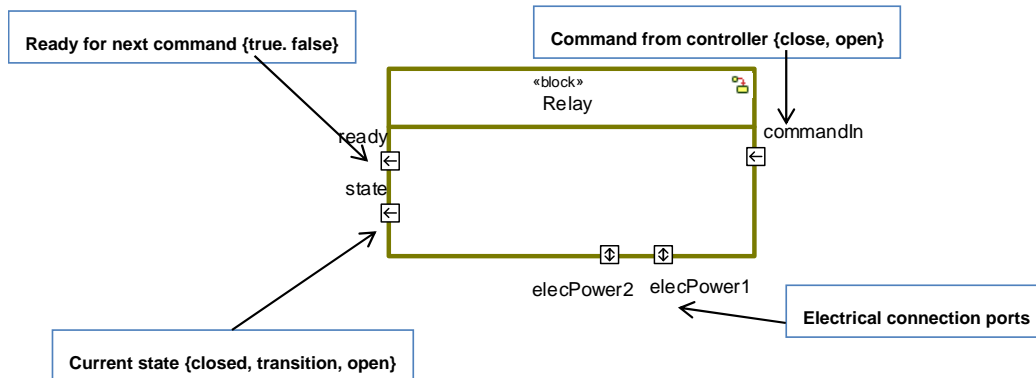 Ready for next command {true. false}
Command from controller {close, open}
«block»
Relay
ready
commandIn
state
elecPower2
elecPower1
Electrical connection ports
Current state {closed, transition, open}